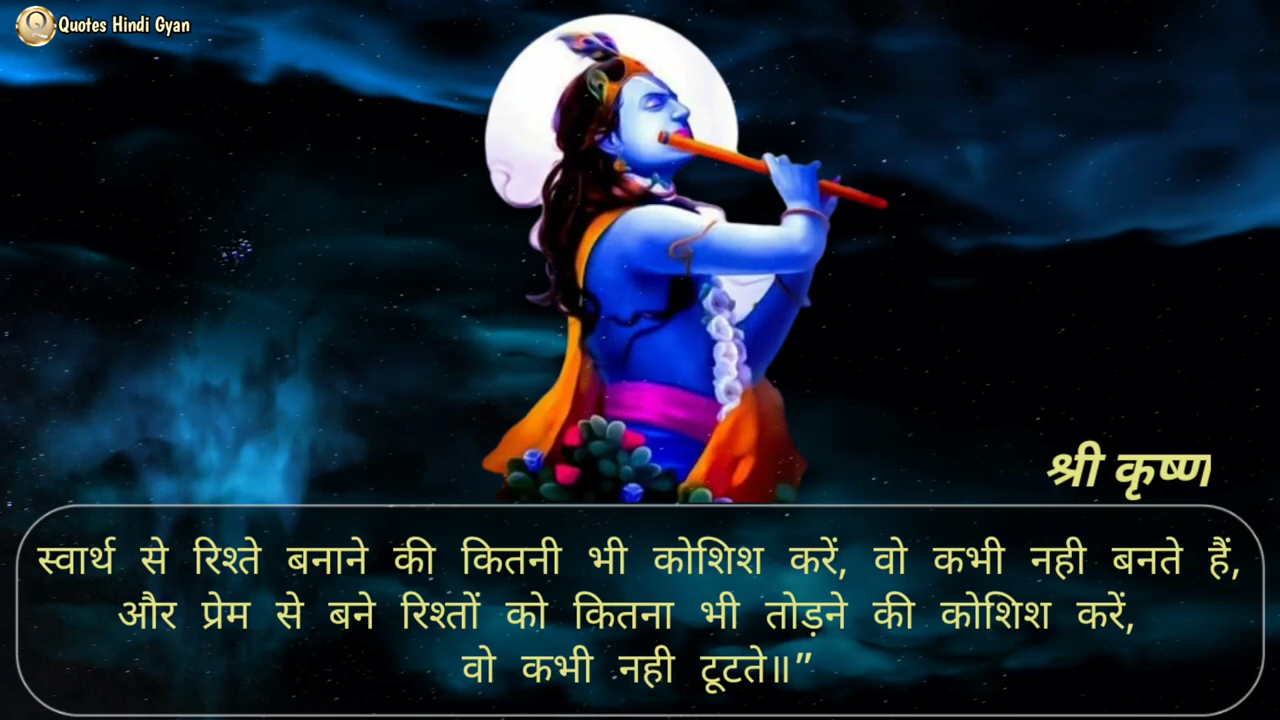 Quotes Hindi Gyan
श्री कृष्ण
स्वार्थ से रिश्ते बनाने की कितनी भी कोशिश करें, वो कभी नही बनते हैं,
और प्रेम से बने रिश्तों को कितना भी तोड़ने की कोशिश करें,
वो कभी नही टूटते॥”